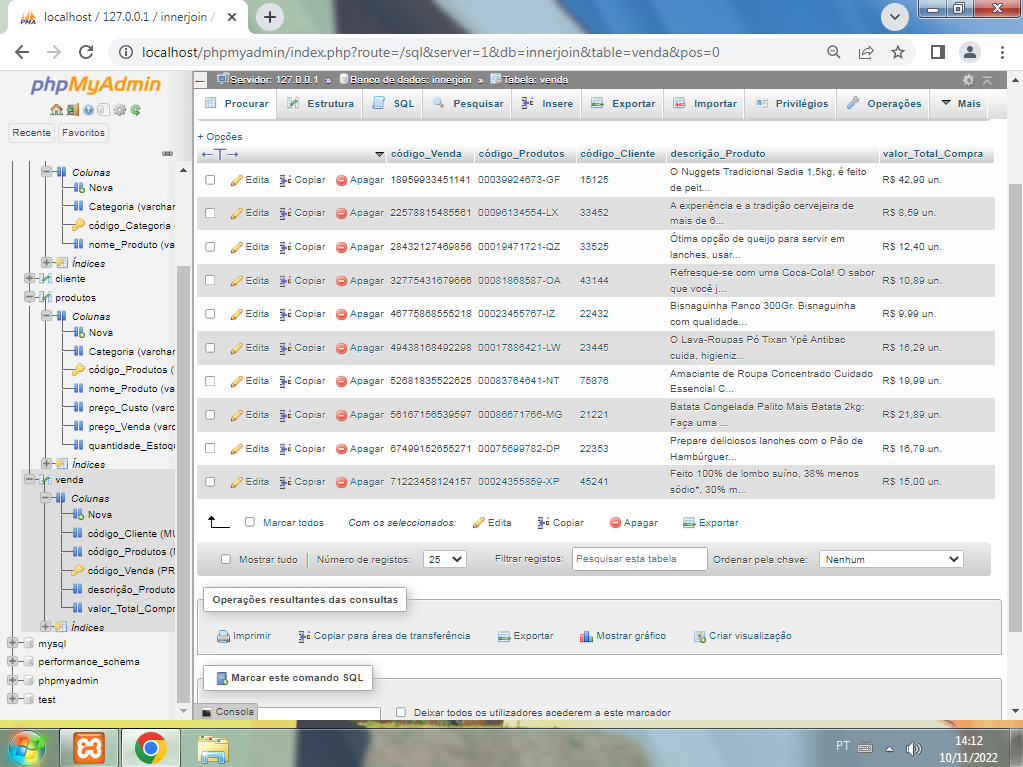 localhost / 127.0.0.1 / innerjoin /
localhost/phpmyadmin/index.php?route=/sql&server=1&db=innerjoin&table=venda&pos=0
phpMyAdmin
Recente Favoritos
Colunas
Nova
Categoria (varchar
código_Categoria
nome_Produto (va
Índices
cliente
produtos
Colunas
Nova
Categoria (varchar
código_Produtos (
nome_Produto (va
preço_Custo (varc
preço_Venda (varc
quantidade_Estoq
Índices
venda
Colunas
Nova
código_Cliente (MU
código_Produtos (
código_Venda (PR
descrição_Produto
valor_Total_Compr
Índices
mysql
performance_schema
phpmyadmin
test
Servidor: 127.0.0.1 » Banco de dados: innerjoin » Tabela: venda
Procurar Estrutura SQL Pesquisar Insere Exportar Importar Privilégios Operações Mais
+ Opções
←T→ código_Venda código_Produtos código_Cliente descrição_Produto valor_Total_Compra
Edita Copiar Apagar 18959933451141 00039924673-GF 15125 O Nuggets Tradicional Sadia 1,5kg, é feito de peit... R$ 42,90 un.
Edita Copiar Apagar 22578815485561 00096134554-LX 33452 A experiência e a tradição cervejeira de mais de 6... R$ 8,59 un.
Edita Copiar Apagar 28432127469856 00019471721-QZ 33525 Ótima opção de queijo para servir em lanches, usar... R$ 12,40 un.
Edita Copiar Apagar 32775431679666 00081868587-OA 43144 Refresque-se com uma Coca-Cola! O sabor que você j... R$ 10,89 un.
Edita Copiar Apagar 46775868555218 00023455767-IZ 22432 Bisnaguinha Panco 300Gr. Bisnaguinha com qualidade... R$ 9,99 un.
Edita Copiar Apagar 49438168492298 00017886421-LW 23445 O Lava-Roupas Pó Tixan Ypê Antibac cuida, higieniz... R$ 16,29 un.
Edita Copiar Apagar 52681835522625 00083764641-NT 75876 Amaciante de Roupa Concentrado Cuidado Essencial C... R$ 19,99 un.
Edita Copiar Apagar 56167156539597 00086671766-MG 21221 Batata Congelada Palito Mais Batata 2kg: Faça uma ... R$ 21,89 un.
Edita Copiar Apagar 67499152655271 00075699782-DP 22353 Prepare deliciosos lanches com o Pão de Hambúrguer... R$ 16,79 un.
Edita Copiar Apagar 71223458124157 00024355859-XP 45241 Feito 100% de lombo suíno, 38% menos sódio*, 30% m... R$ 15,00 un.
Marcar todos Com os seleccionados: Edita Copiar Apagar Exportar
Mostrar tudo Número de registos: 25 Filtrar registos: Pesquisar esta tabela Ordenar pela chave: Nenhum
Operações resultantes das consultas
Imprimir Copiar para área de transferência Exportar Mostrar gráfico Criar visualização
Marcar este comando SQL
Consola
Deixar todos os utilizadores acederem a este marcador
PT
14:12
10/11/2022